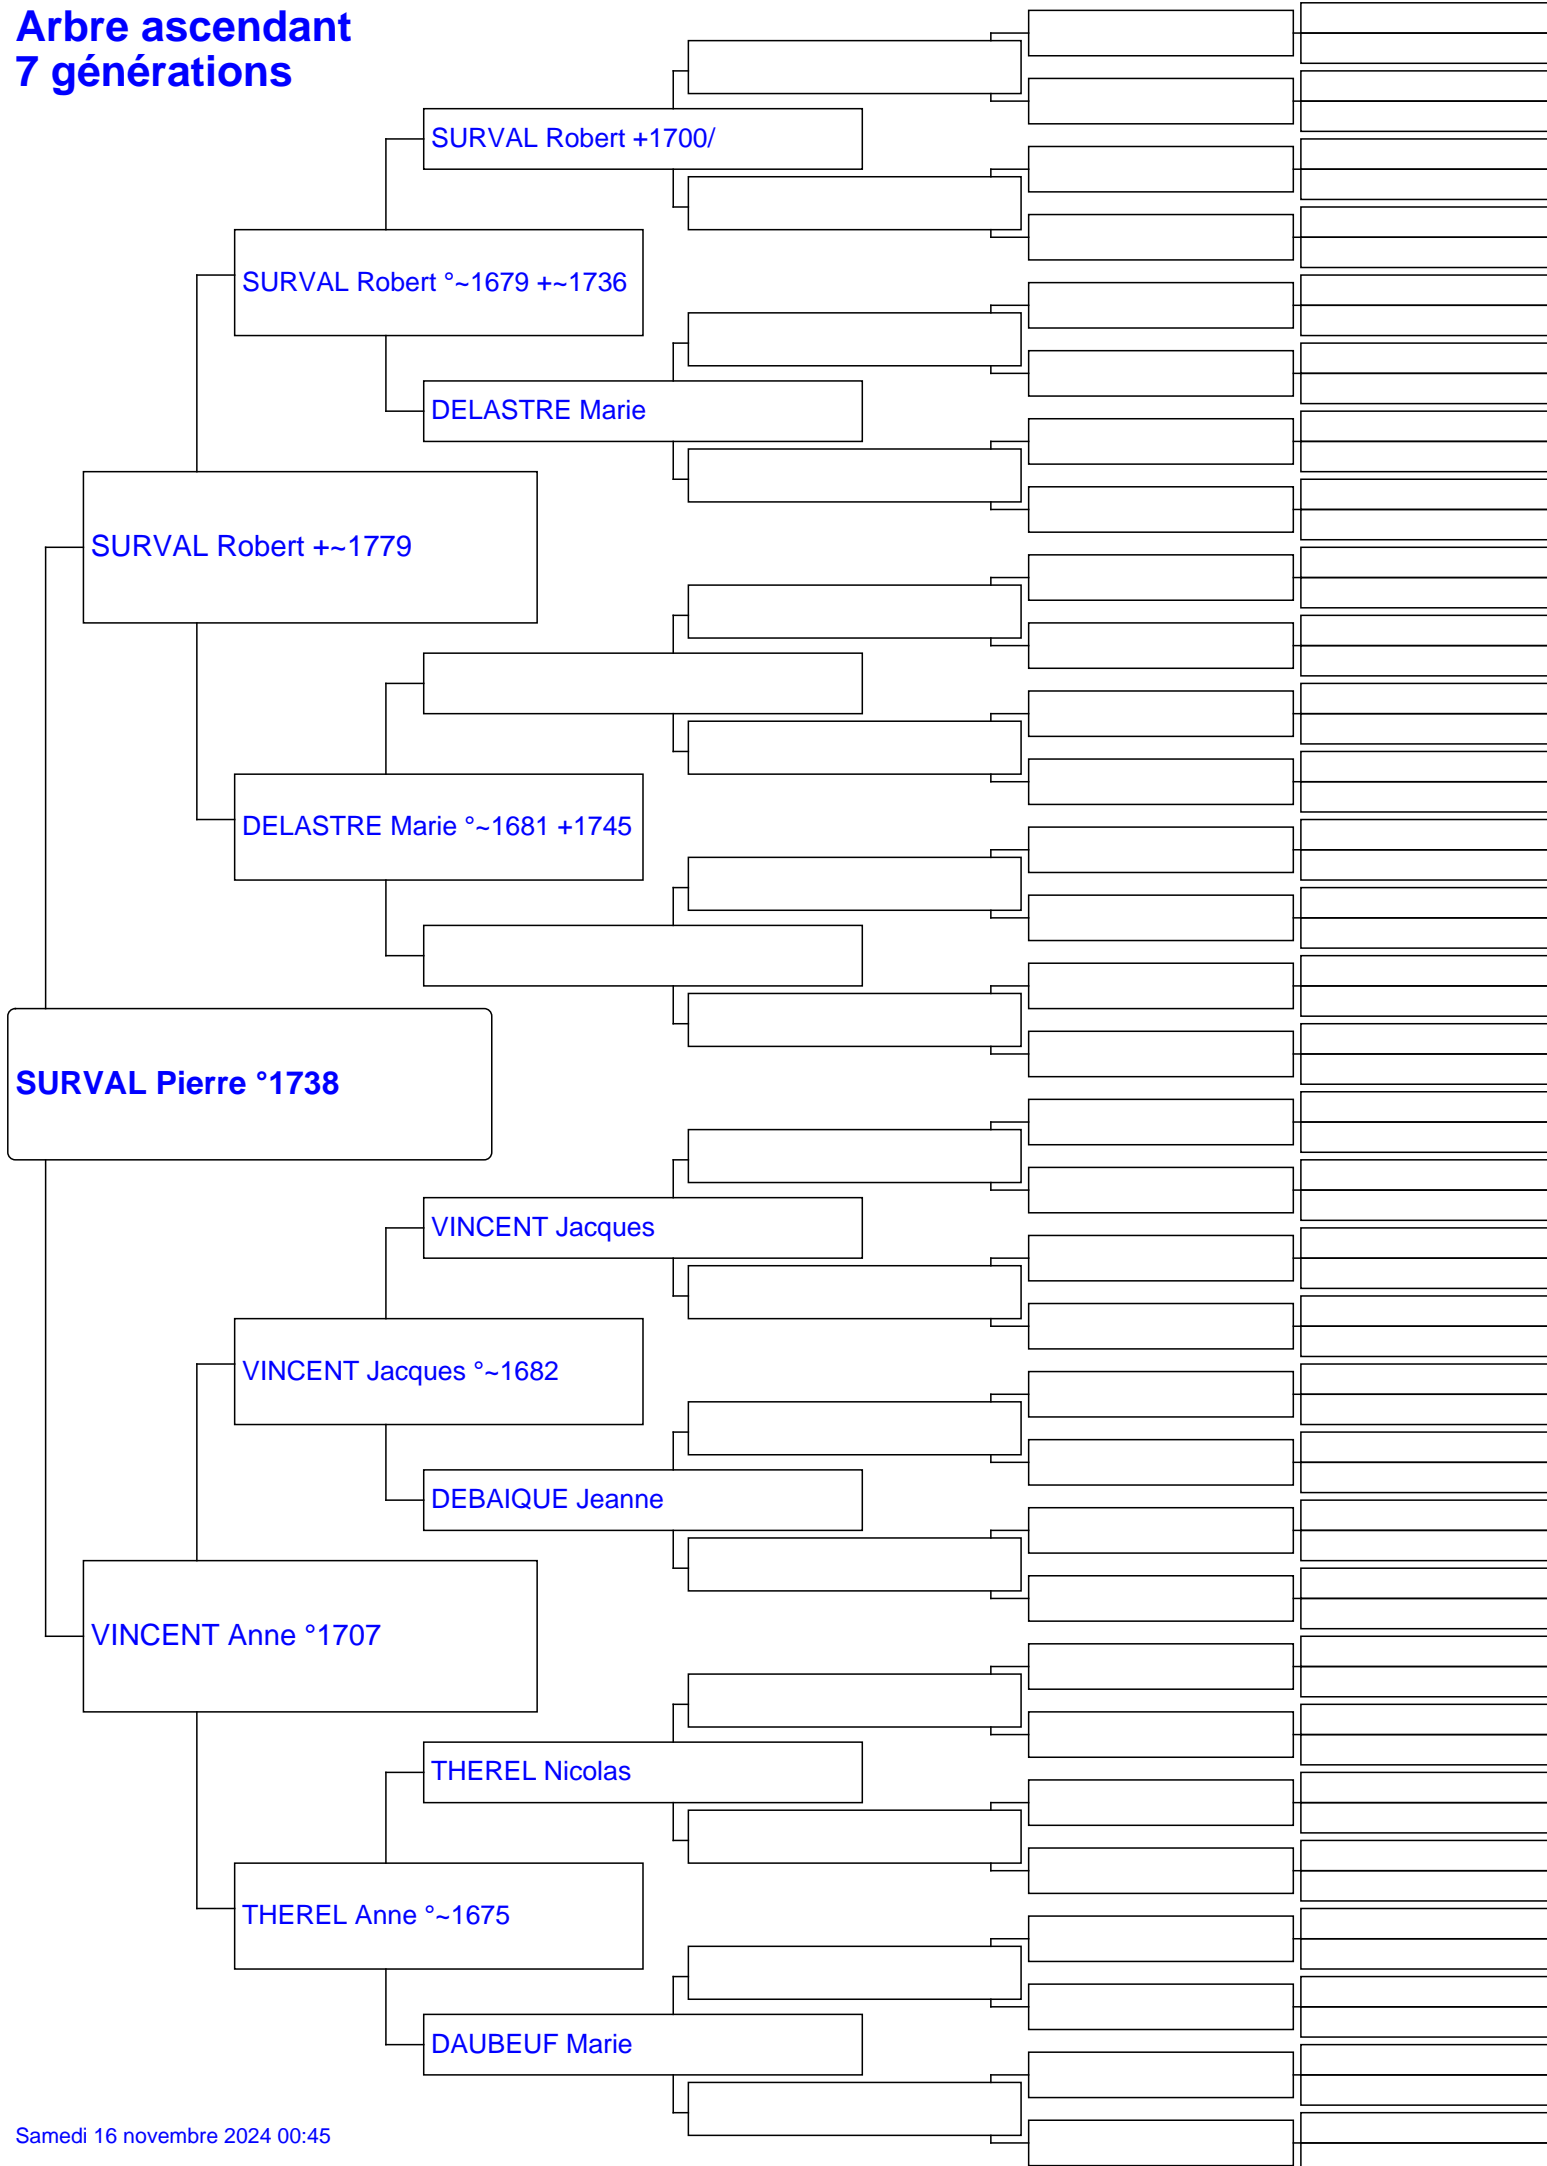 Arbre ascendant
7 générations
SURVAL Robert +1700/
SURVAL Robert °~1679 +~1736
DELASTRE Marie
SURVAL Robert +~1779
DELASTRE Marie °~1681 +1745
SURVAL Pierre °1738
VINCENT Jacques
VINCENT Jacques °~1682
DEBAIQUE Jeanne
VINCENT Anne °1707
THEREL Nicolas
THEREL Anne °~1675
DAUBEUF Marie
Samedi 16 novembre 2024 00:45